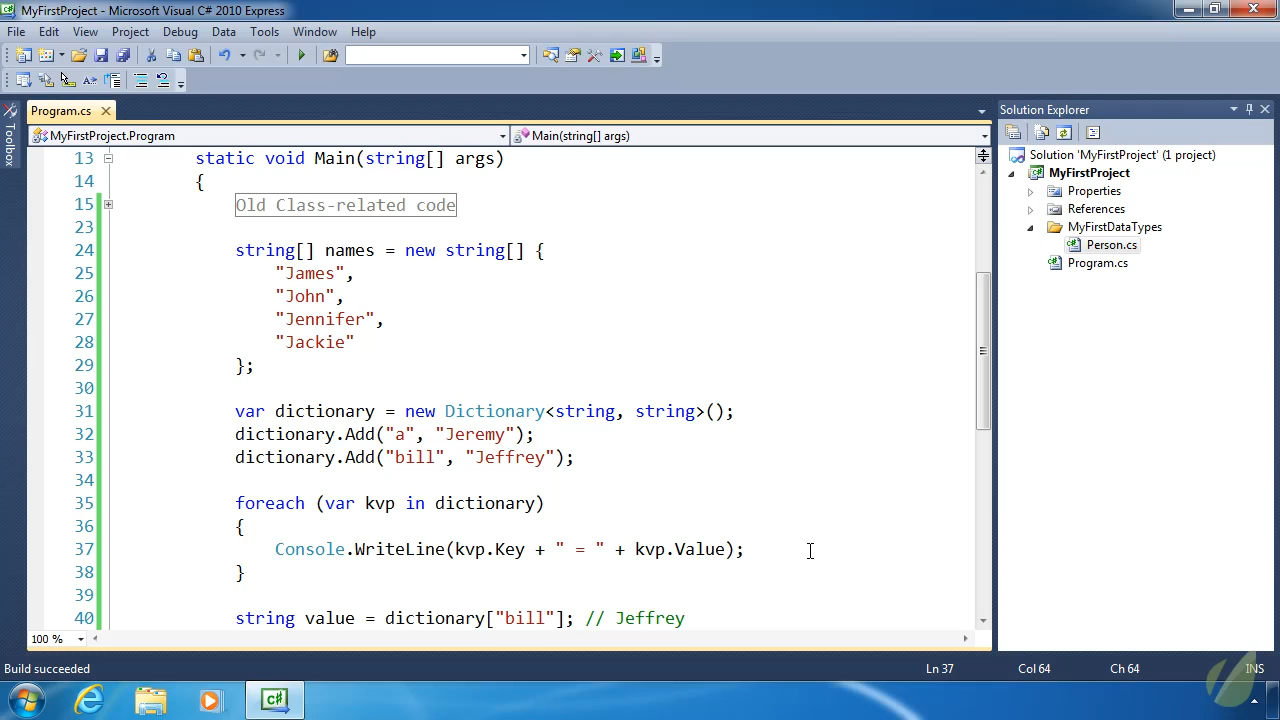 MyFirstProject - Microsoft Visual C# 2010 Express
File Edit View Project Debug Data Tools Window Help
Toolbox
Program.cs
MyFirstProject.Program
Main(string[] args)
13 static void Main(string[] args)
14 {
15 Old Class-related code
23
24 string[] names = new string[] {
25 "James",
26 "John",
27 "Jennifer",
28 "Jackie"
29 };
30
31 var dictionary = new Dictionary<string, string>();
32 dictionary.Add("a", "Jeremy");
33 dictionary.Add("bill", "Jeffrey");
34
35 foreach (var kvp in dictionary)
36 {
37 Console.WriteLine(kvp.Key + " = " + kvp.Value);
38 }
39
40 string value = dictionary["bill"]; // Jeffrey
100 %
Solution Explorer
Solution 'MyFirstProject' (1 project)
MyFirstProject
Properties
References
MyFirstDataTypes
Person.cs
Program.cs
Build succeeded
Ln 37 Col 64 Ch 64 INS